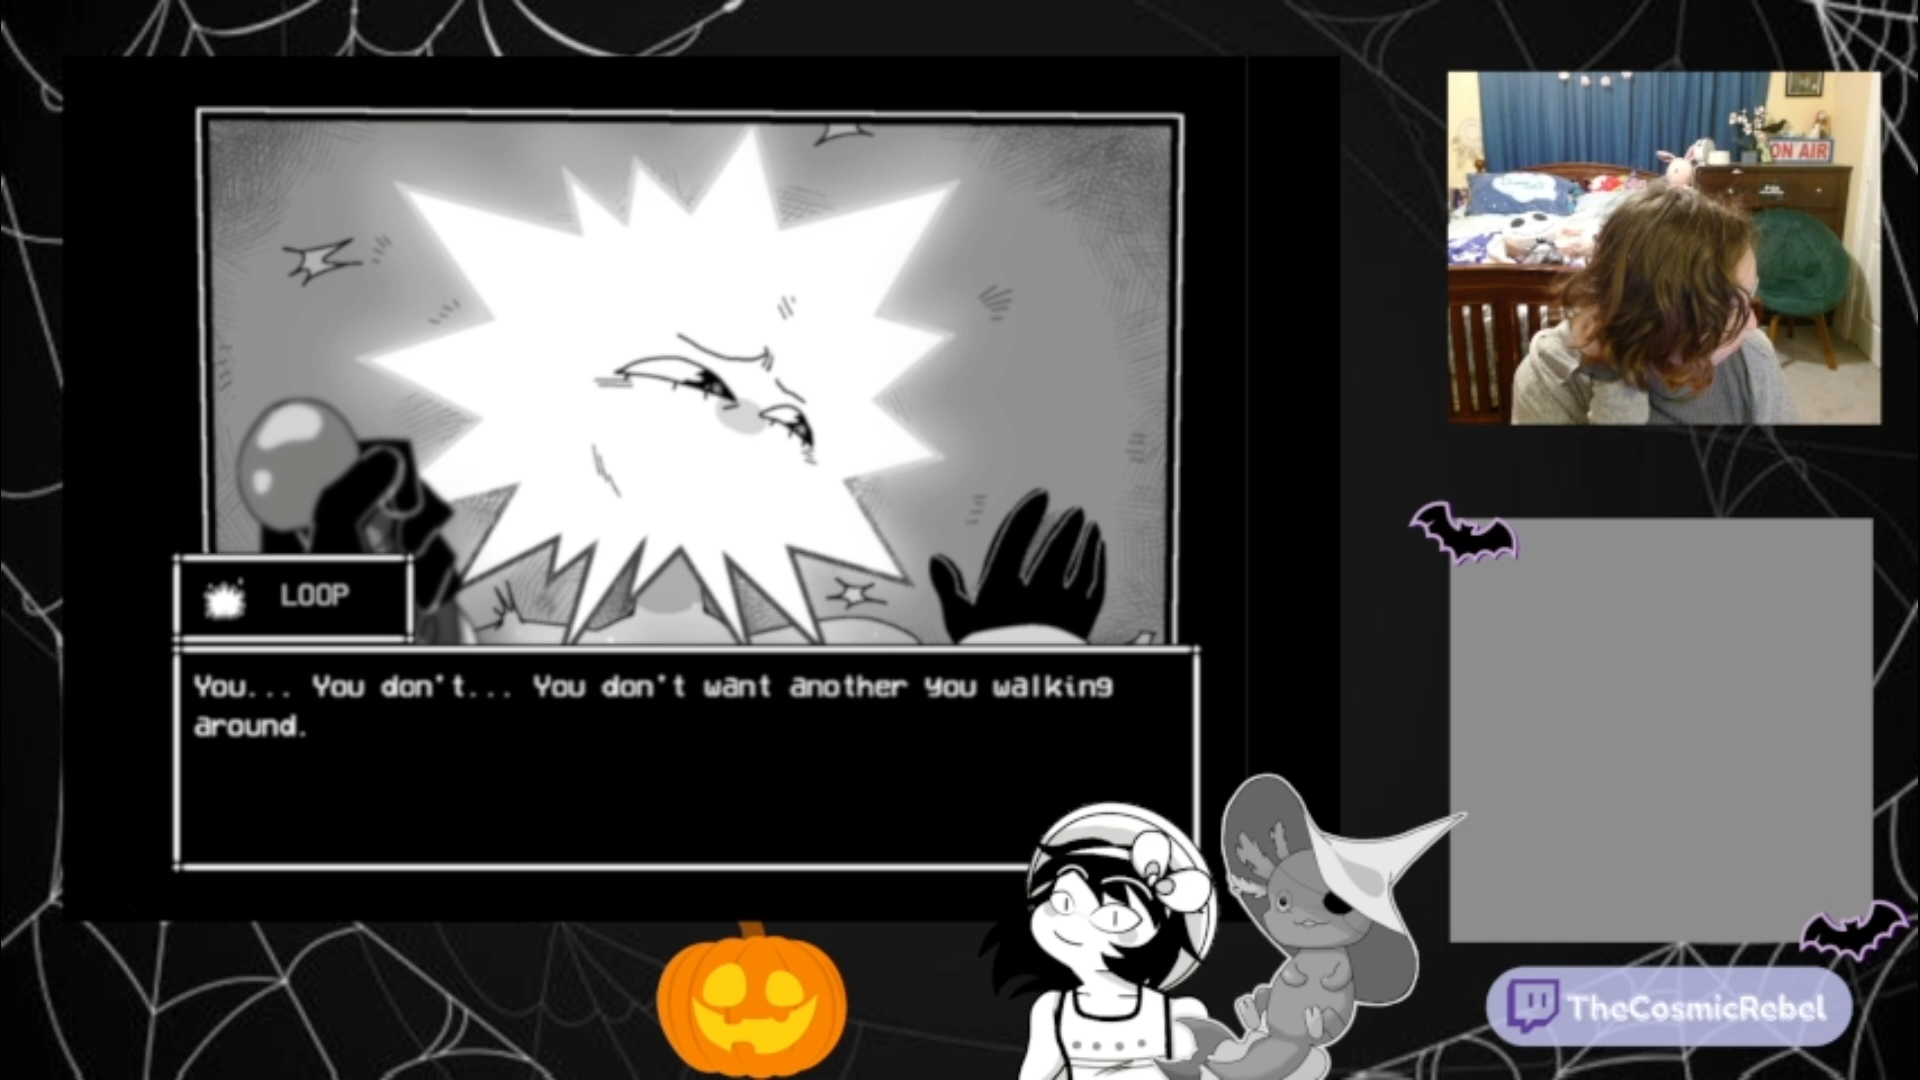 ON AIR
LOOP
You... You don't... You don't want another you walking
around.
TheCosmicRebel